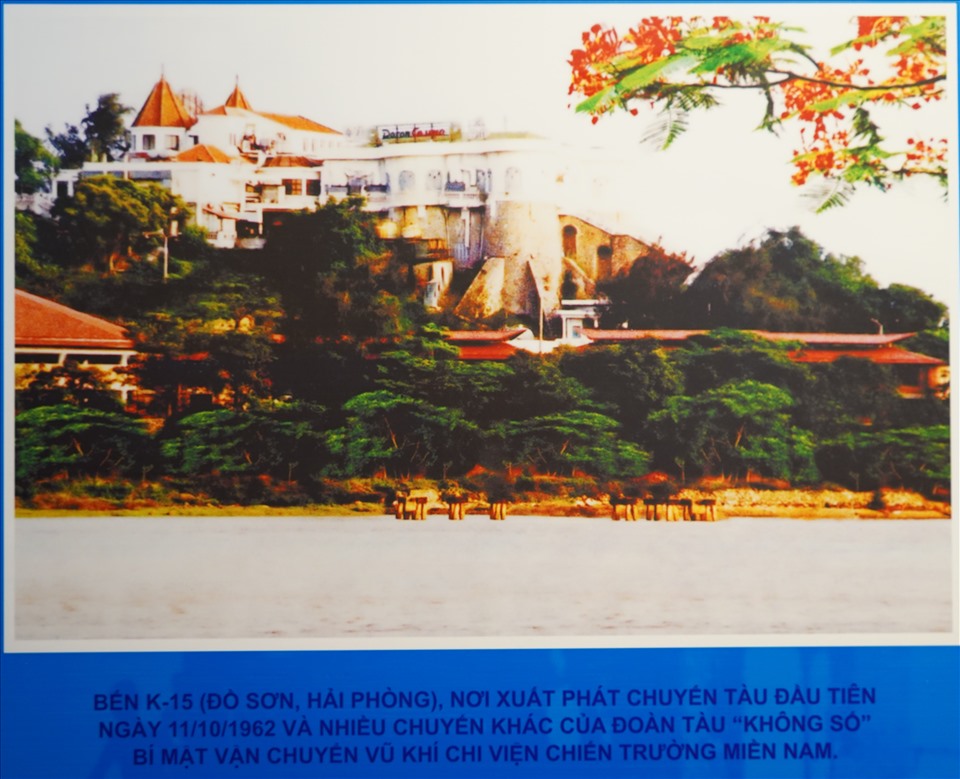 Doson Casino
BẾN K-15 (ĐỒ SƠN, HẢI PHÒNG), NƠI XUẤT PHÁT CHUYẾN TÀU ĐẦU TIÊN
NGÀY 11/10/1962 VÀ NHIỀU CHUYẾN KHÁC CỦA ĐOÀN TÀU “KHÔNG SỐ”
BÍ MẬT VẬN CHUYỂN VŨ KHÍ CHI VIỆN CHIẾN TRƯỜNG MIỀN NAM.